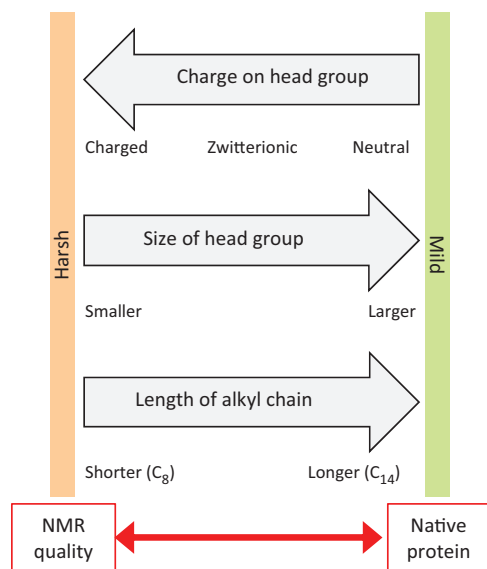 Charge on head group
Charged Zwitterionic Neutral
Harsh
Size of head group
Mild
Smaller Larger
Length of alkyl chain
Shorter (C₈) Longer (C₁₄)
NMR
quality
Native
protein